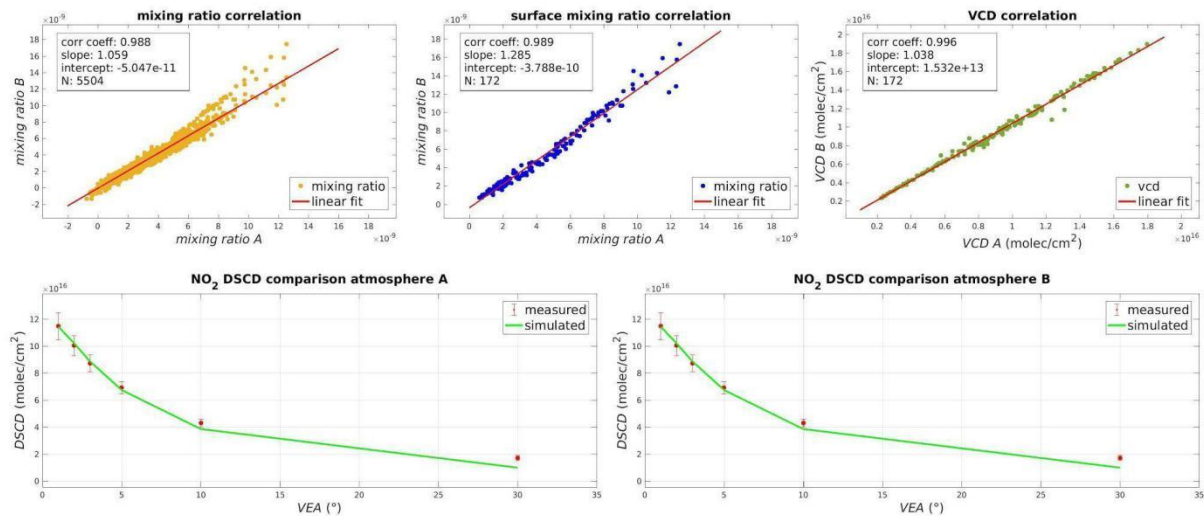 mixing ratio correlation
×10⁻⁹
corr coeff: 0.988
slope: 1.059
intercept: -5.047e-11
N: 5504
mixing ratio B
18
16
14
12
10
8
6
4
2
0
-2
mixing ratio
linear fit
-2 0 2 4 6 8 10 12 14 16 18
mixing ratio A
×10⁻⁹
surface mixing ratio correlation
×10⁻⁹
corr coeff: 0.989
slope: 1.285
intercept: -3.788e-10
N: 172
mixing ratio B
18
16
14
12
10
8
6
4
2
0
mixing ratio
linear fit
0 2 4 6 8 10 12 14 16 18
mixing ratio A
×10⁻⁹
VCD correlation
×10¹⁶
corr coeff: 0.996
slope: 1.038
intercept: 1.532e+13
N: 172
VCD B (molec/cm²)
2
1.8
1.6
1.4
1.2
1
0.8
0.6
0.4
0.2
vcd
linear fit
0.2 0.4 0.6 0.8 1 1.2 1.4 1.6 1.8 2
VCD A (molec/cm²)
×10¹⁶
NO₂ DSCD comparison atmosphere A
×10¹⁶
DSCD (molec/cm²)
12
10
8
6
4
2
0
measured
simulated
0 5 10 15 20 25 30 35
VEA (°)
NO₂ DSCD comparison atmosphere B
×10¹⁶
DSCD (molec/cm²)
12
10
8
6
4
2
0
measured
simulated
0 5 10 15 20 25 30 35
VEA (°)